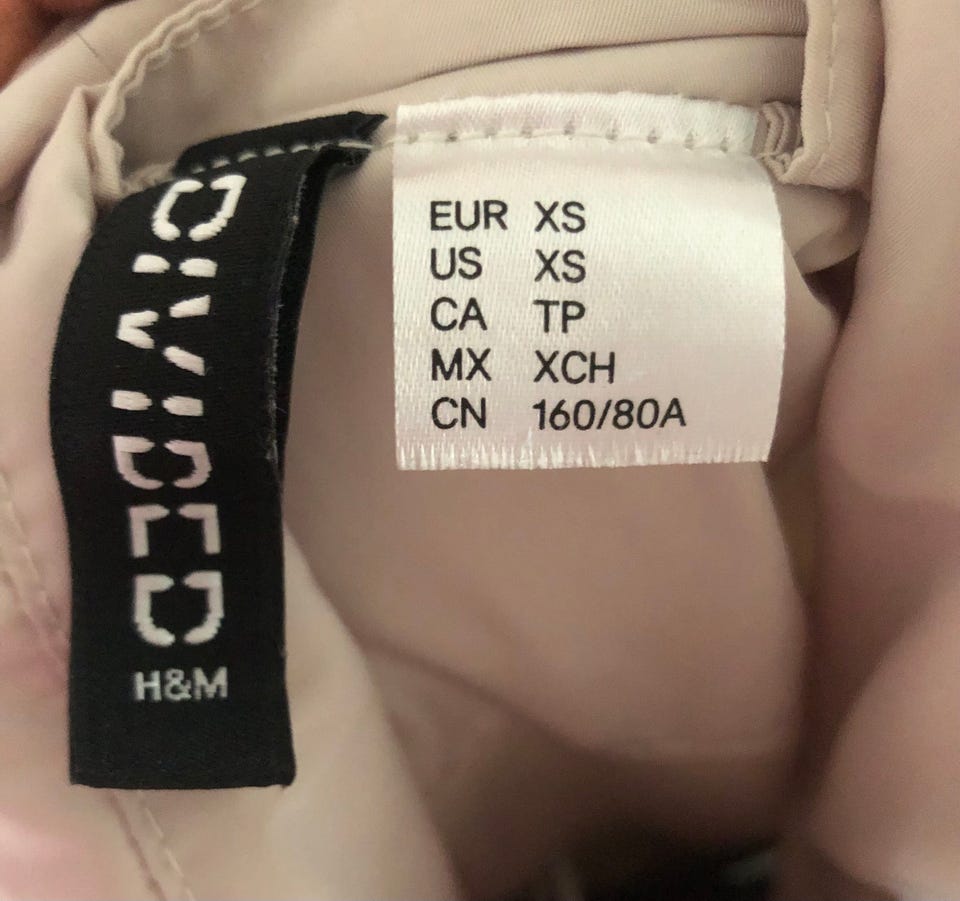 DIVIDED
H&M
EUR XS
US XS
CA TP
MX XCH
CN 160/80A